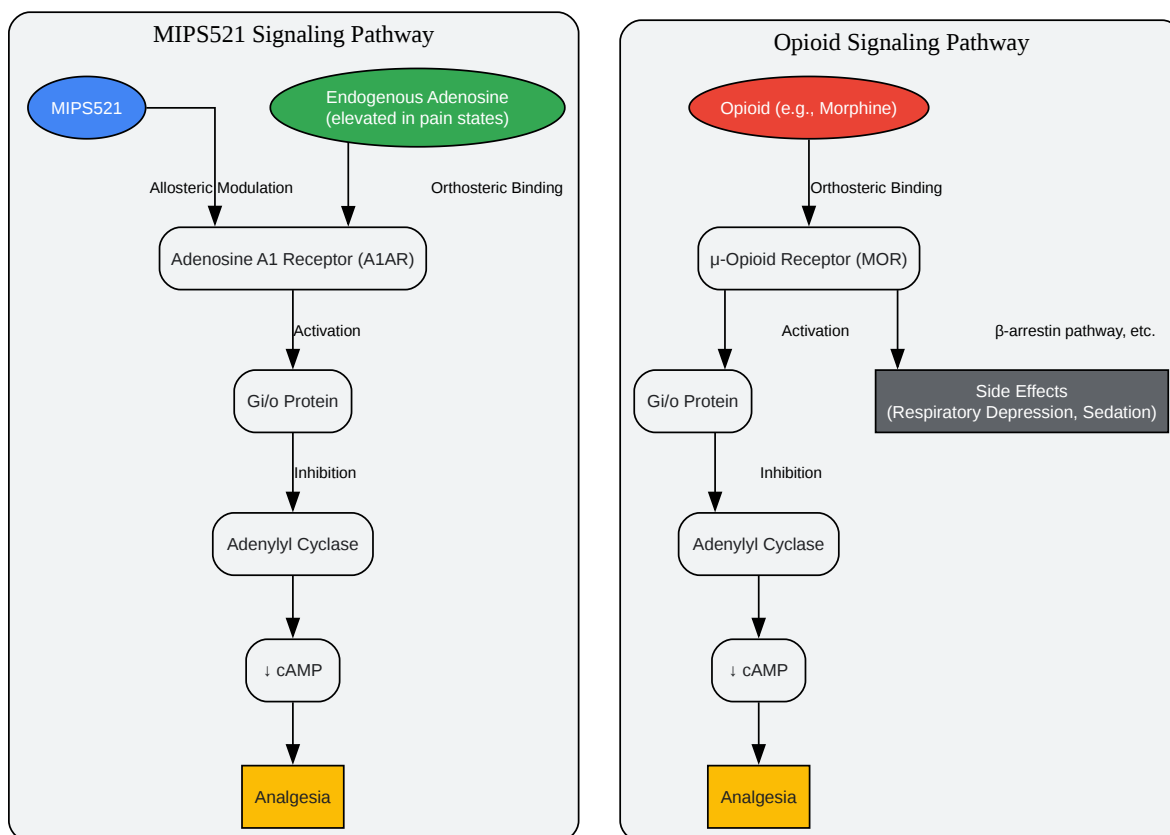 MIPS521 Signaling Pathway
MIPS521
Endogenous Adenosine
(elevated in pain states)
Allosteric Modulation
Orthosteric Binding
Adenosine A1 Receptor (A1AR)
Activation
Gi/o Protein
Inhibition
Adenylyl Cyclase
↓ cAMP
Analgesia
Opioid Signaling Pathway
Opioid (e.g., Morphine)
Orthosteric Binding
μ-Opioid Receptor (MOR)
Activation
β-arrestin pathway, etc.
Gi/o Protein
Side Effects
(Respiratory Depression, Sedation)
Inhibition
Adenylyl Cyclase
↓ cAMP
Analgesia